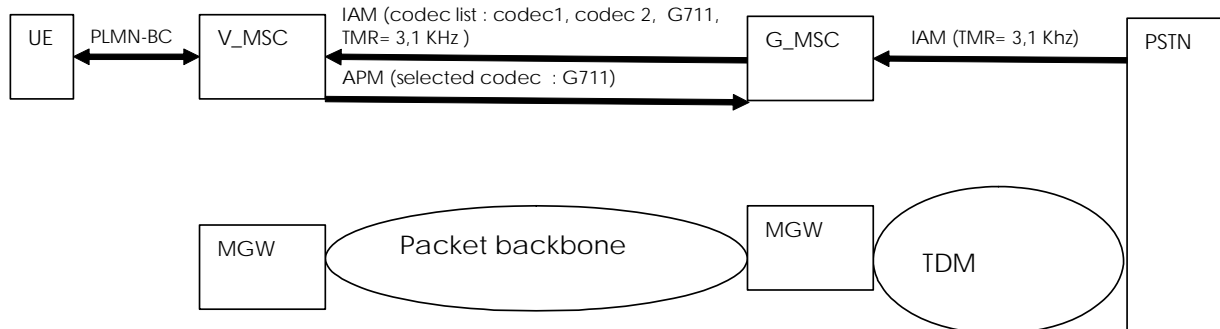 UE
PLMN-BC
V_MSC
IAM (codec list : codec1, codec 2, G711,
TMR= 3,1 KHz )
APM (selected codec : G711)
G_MSC
IAM (TMR= 3,1 Khz)
PSTN
MGW
Packet backbone
MGW
TDM